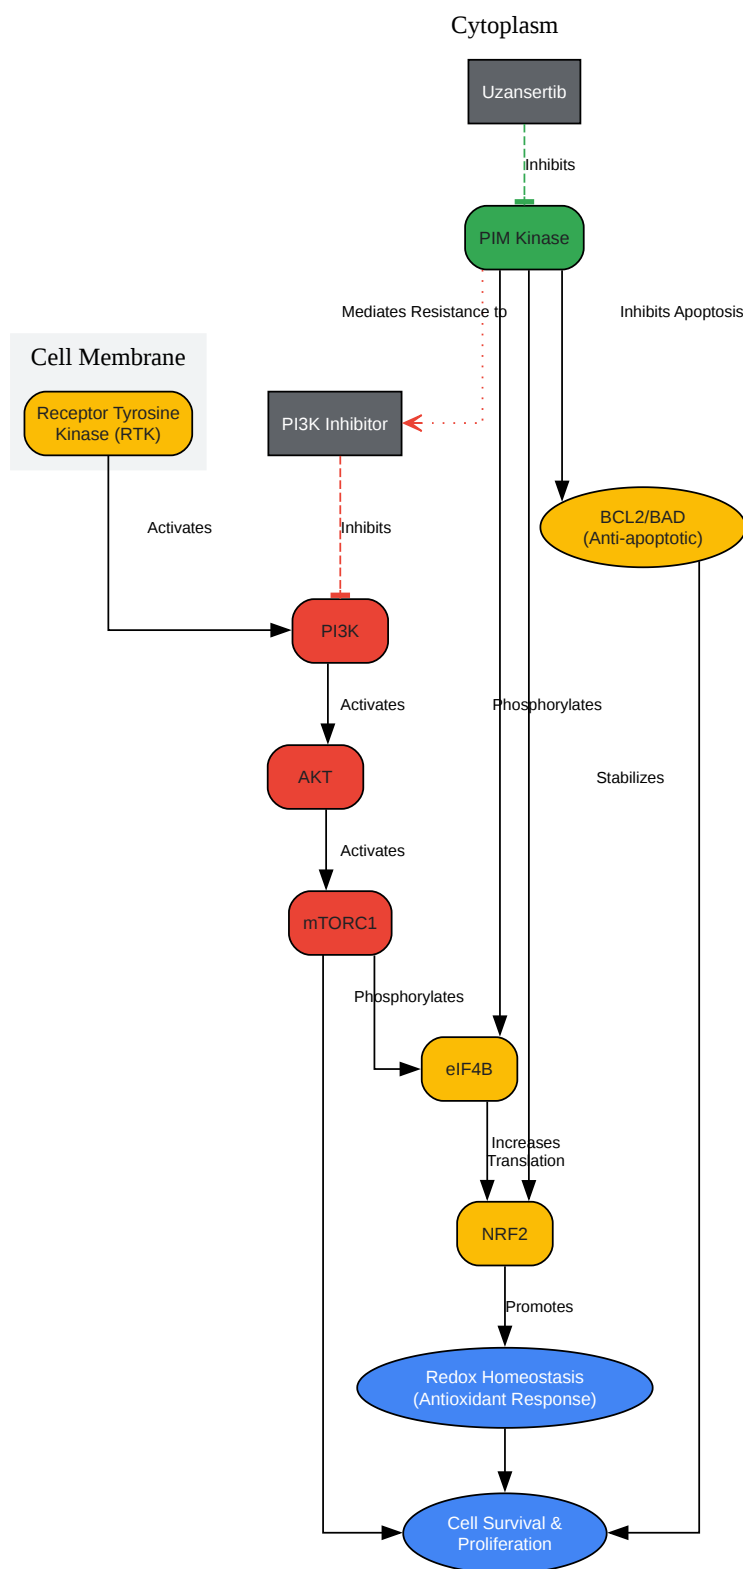 Cytoplasm
Uzansertib
Inhibits
PIM Kinase
Mediates Resistance to
Inhibits Apoptosis
Cell Membrane
Receptor Tyrosine
Kinase (RTK)
PI3K Inhibitor
Activates
Inhibits
BCL2/BAD
(Anti-apoptotic)
PI3K
Activates
Phosphorylates
AKT
Stabilizes
Activates
mTORC1
Phosphorylates
eIF4B
Increases
Translation
NRF2
Promotes
Redox Homeostasis
(Antioxidant Response)
Cell Survival &
Proliferation